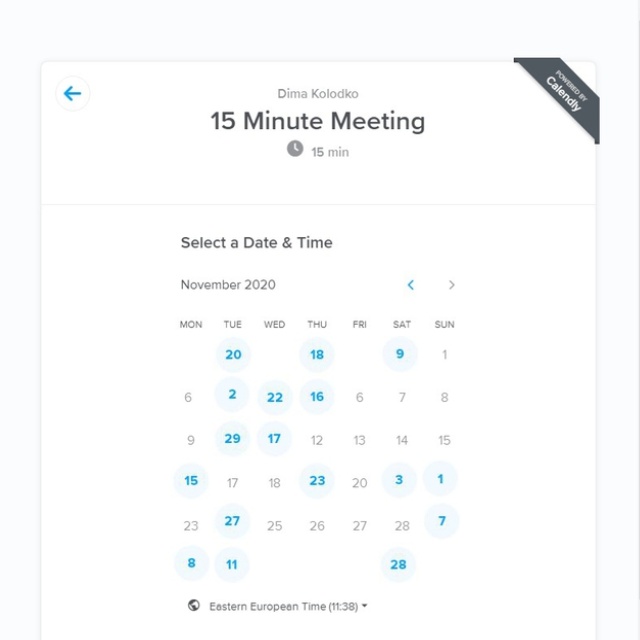 POWERED BY
Calendly
Dima Kolodko
15 Minute Meeting
15 min
Select a Date & Time
November 2020
MON TUE WED THU FRI SAT SUN
20 18 9 1
6 2 22 16 6 7 8
9 29 17 12 13 14 15
15 17 18 23 20 3 1
23 27 25 26 27 28 7
8 11 28
Eastern European Time (11:38)